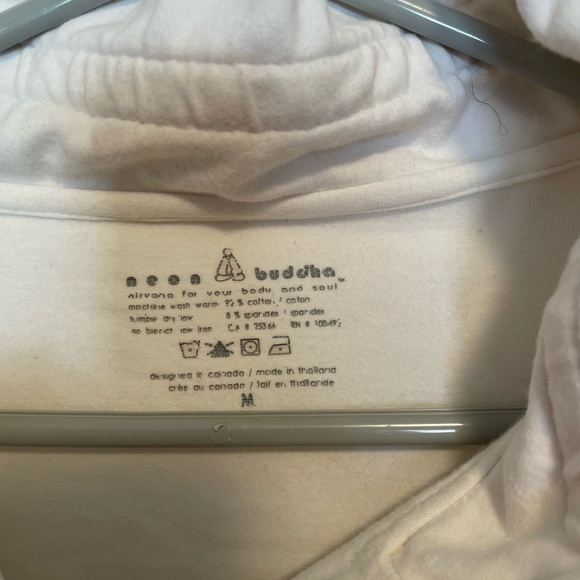 neon buddha™
nirvana for your body and soul
machine wash warm 92 % cotton / coton
tumble dry low 8 % spandex / spandex
no bleach low iron CA # 25366 RN #
designed in canada / made in thailand
crée au canada / fait en thaïlande
M